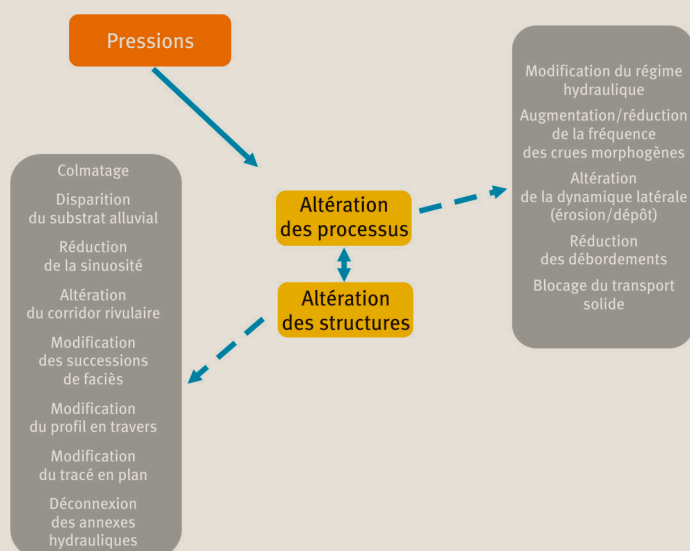 Pressions
Modification du régime
hydraulique
Augmentation/réduction
de la fréquence
des crues morphogènes
Altération
de la dynamique latérale
(érosion/dépôt)
Réduction
des débordements
Blocage du transport
solide
Altération
des processus
Altération
des structures
Colmatage
Disparition
du substrat alluvial
Réduction
de la sinuosité
Altération
du corridor rivulaire
Modification
des successions
de faciès
Modification
du profil en travers
Modification
du tracé en plan
Déconnexion
des annexes
hydrauliques